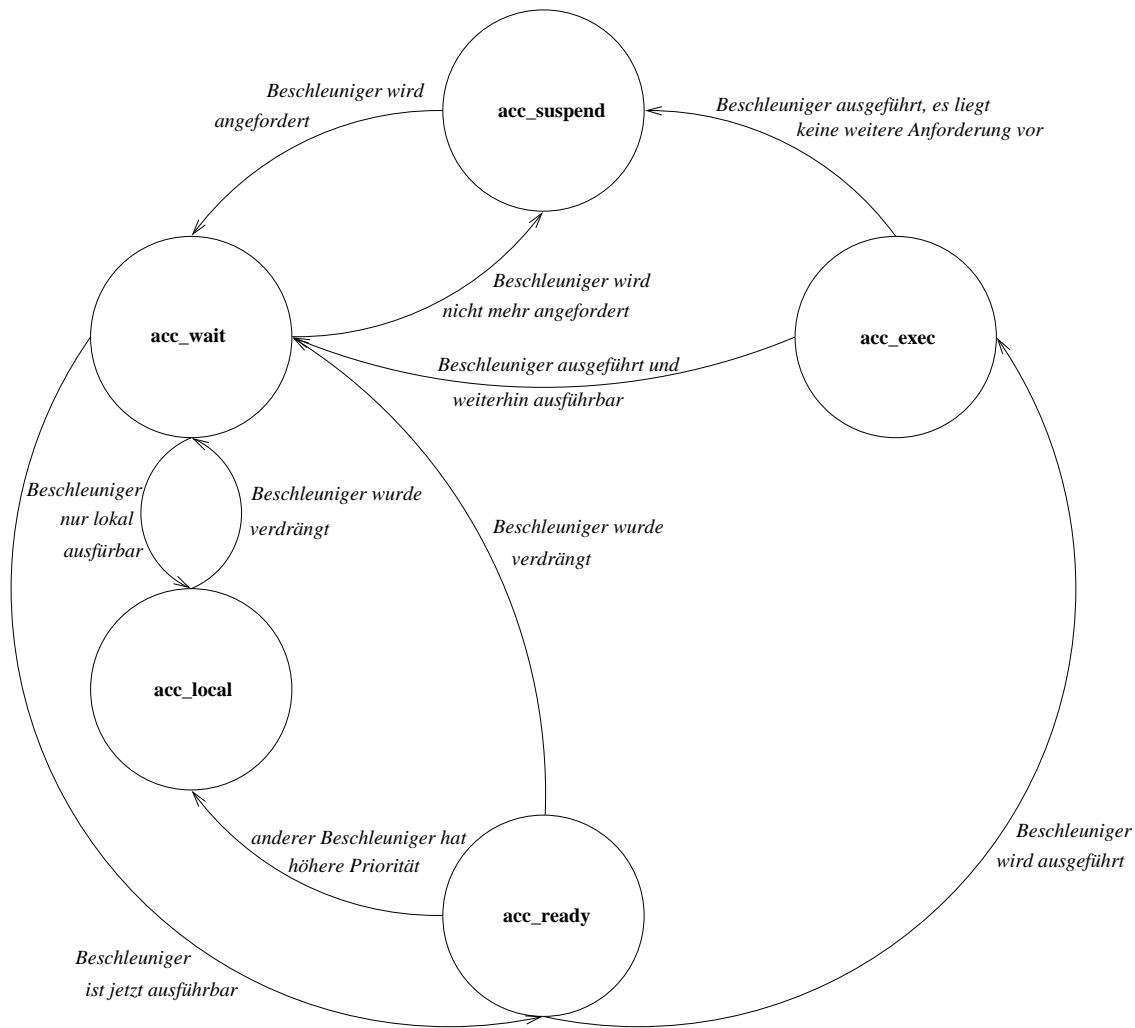 Beschleuniger wird
angefordert
acc_suspend
Beschleuniger ausgeführt, es liegt
keine weitere Anforderung vor
Beschleuniger wird
nicht mehr angefordert
acc_wait
acc_exec
Beschleuniger ausgeführt und
weiterhin ausführbar
Beschleuniger
nur lokal
ausfürbar
Beschleuniger wurde
verdrängt
Beschleuniger wurde
verdrängt
acc_local
anderer Beschleuniger hat
höhere Priorität
Beschleuniger
wird ausgeführt
acc_ready
Beschleuniger
ist jetzt ausführbar